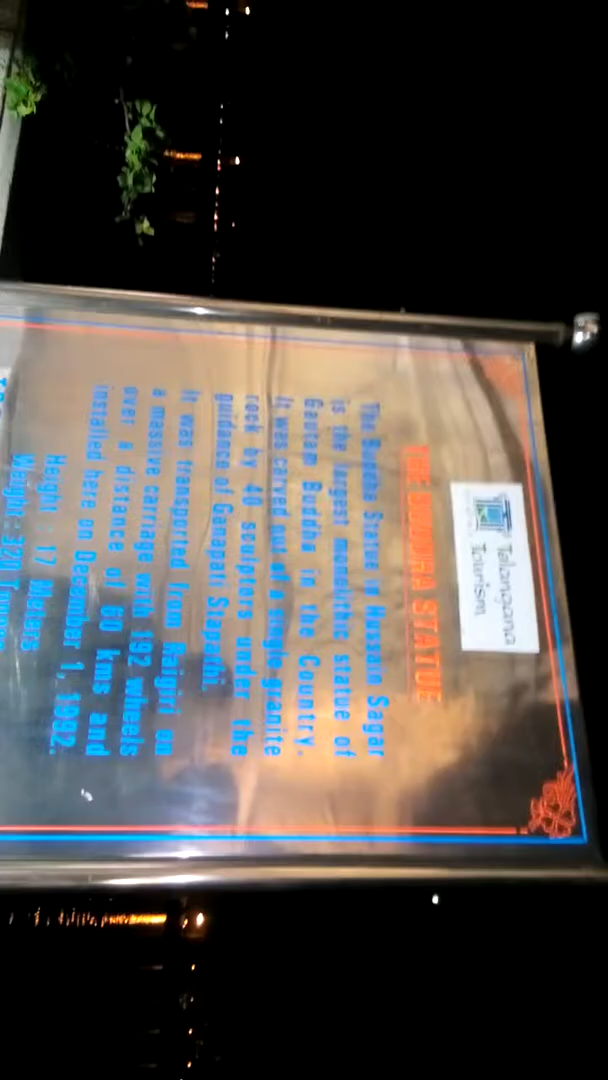 Telangana
Tourism
THE BUDDHA STATUE
The Buddha Statue in Hussain Sagar
is the largest monolithic statue of
Gautam Buddha in the Country.
It was carved out of a single granite
rock by 40 sculptors under the
guidance of Ganapati Stapathi.
It was transported from Raigiri on
a massive carriage with 192 wheels
over a distance of 60 kms and
installed here on December 1, 1992.
Height : 17 Meters
Weight : 320 Tonnes